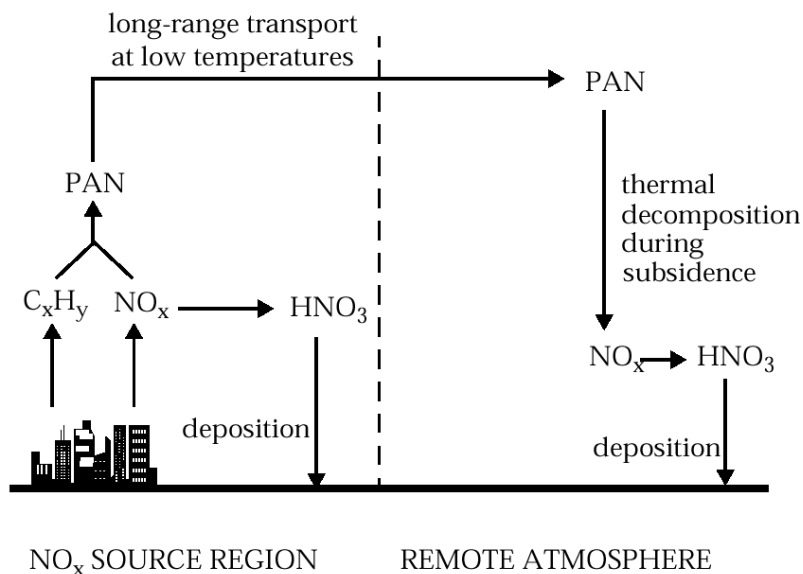 long-range transport
at low temperatures
PAN
PAN
thermal
decomposition
during
subsidence
CxHy
NOx
HNO3
NOx
HNO3
deposition
deposition
NOx SOURCE REGION
REMOTE ATMOSPHERE